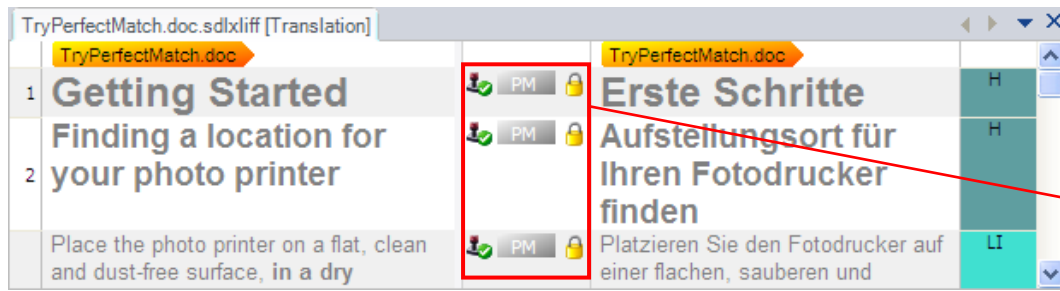 TryPerfectMatch.doc.sdlxliff [Translation]
TryPerfectMatch.doc
TryPerfectMatch.doc
1 Getting Started PM Erste Schritte H
2 Finding a location for
your photo printer
PM
Aufstellungsort für
Ihren Fotodrucker
finden
H
Place the photo printer on a flat, clean
and dust-free surface, in a dry
PM
Platzieren Sie den Fotodrucker auf
einer flachen, sauberen und
LI